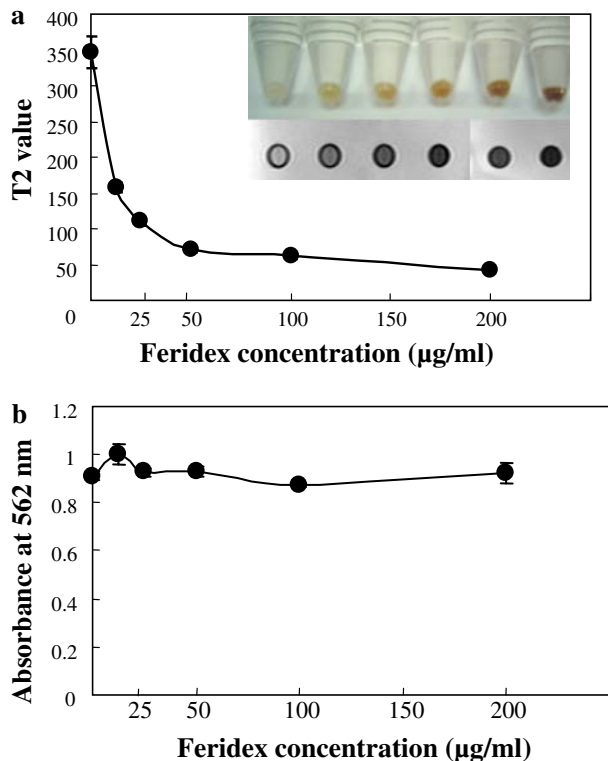 a
400
350
300
250
200
150
100
50
0
T2 value
25 50 100 150 200
Feridex concentration (µg/ml)
b
1.2
1
0.8
0.6
0.4
0.2
0
Absorbance at 562 nm
25 50 100 150 200
Feridex concentration (µg/ml)